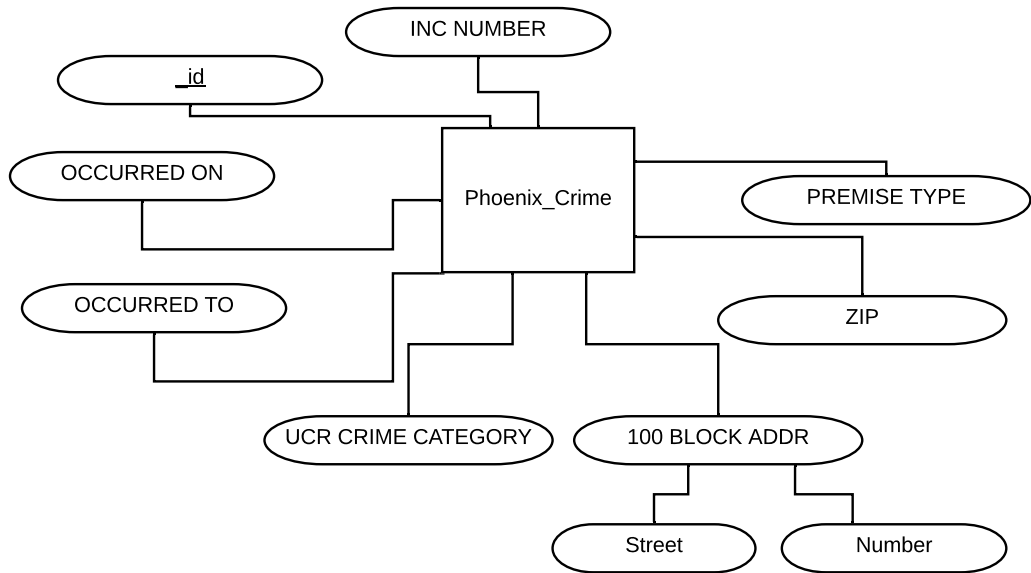 INC NUMBER
_id
OCCURRED ON
Phoenix_Crime
PREMISE TYPE
OCCURRED TO
ZIP
UCR CRIME CATEGORY
100 BLOCK ADDR
Street
Number